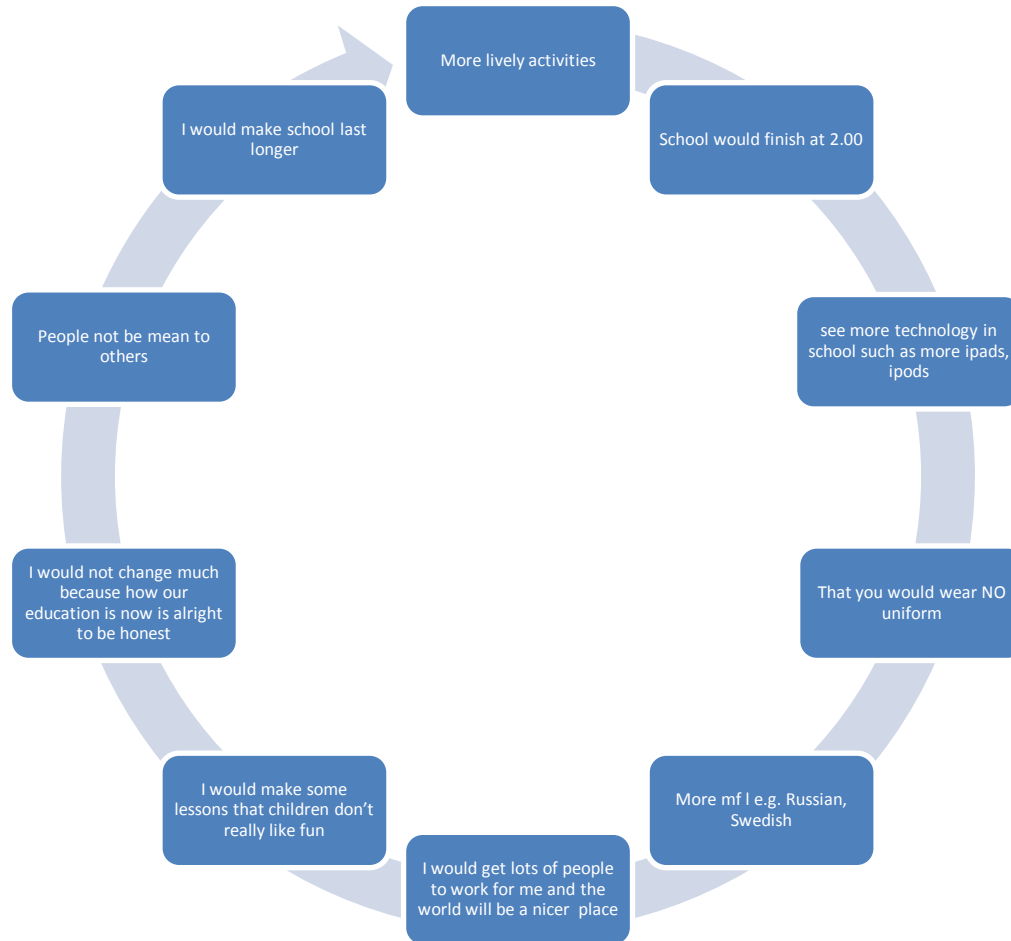 More lively activities
School would finish at 2.00
see more technology in
school such as more ipads,
ipods
That you would wear NO
uniform
More mf l e.g. Russian,
Swedish
I would get lots of people
to work for me and the
world will be a nicer  place
I would make some
lessons that children don’t
really like fun
I would not change much
because how our
education is now is alright
to be honest
People not be mean to
others
I would make school last
longer